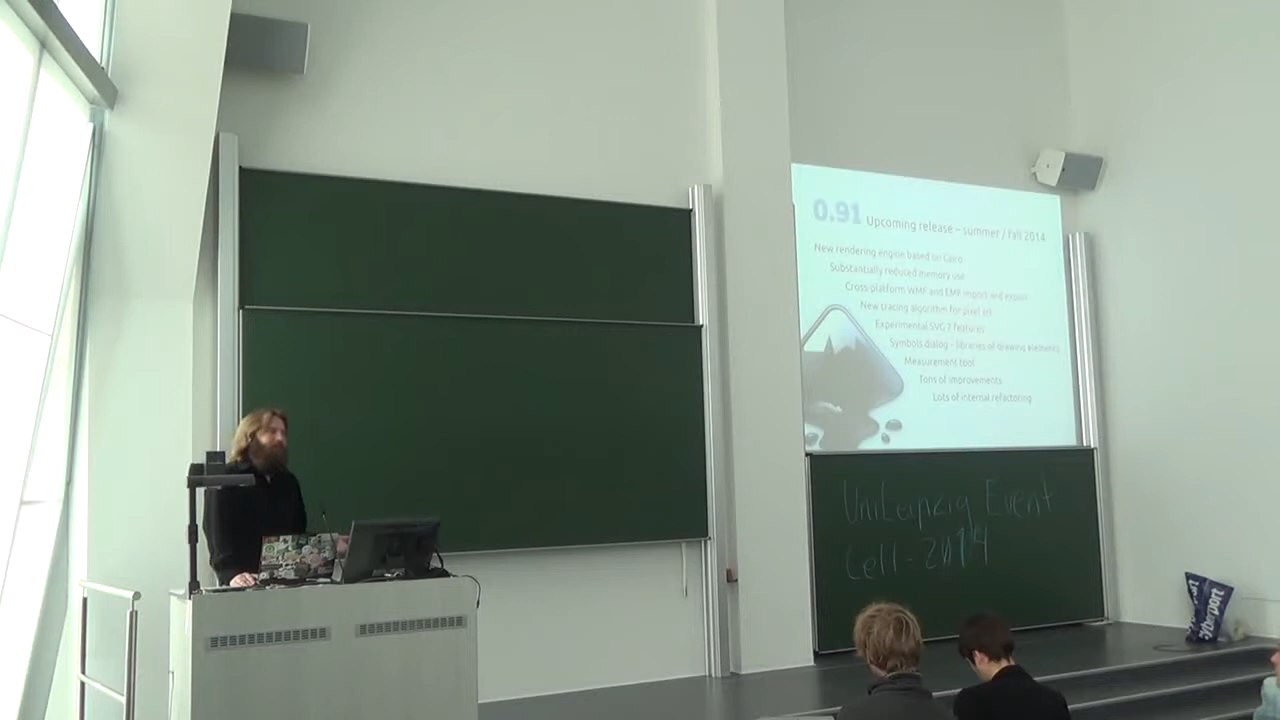 0.91 Upcoming release – summer / fall 2014
New rendering engine based on Cairo
Substantially reduced memory use
Cross-platform WMF and EMF import and export
New tracing algorithm for pixel art
Experimental SVG 2 features
Symbols dialog – libraries of drawing elements
Measurement tool
Tons of improvements
Lots of internal refactoring
UniLeipzig Event
Cell-2014
cyberport